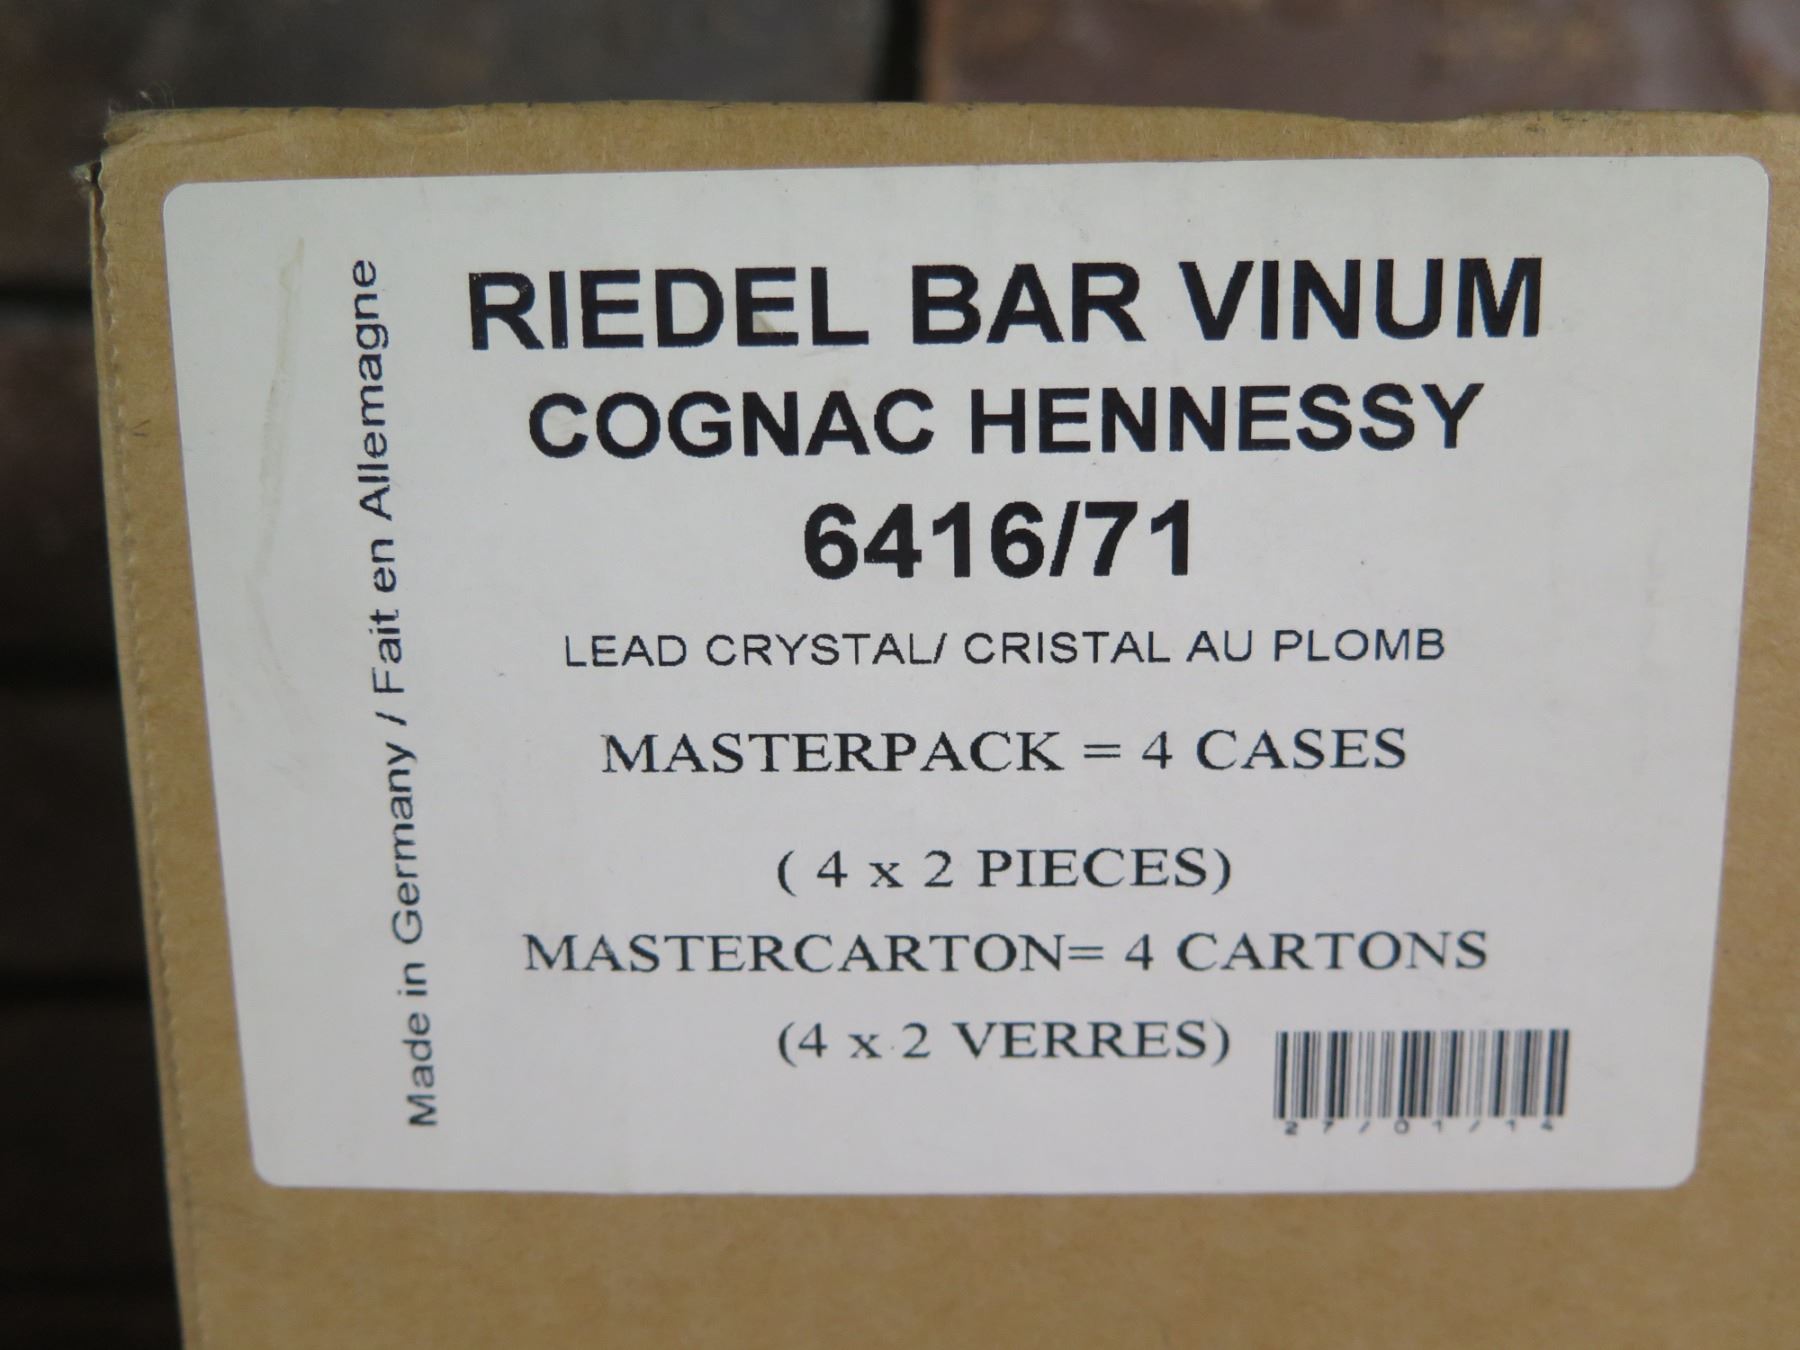 RIEDEL BAR VINUM
COGNAC HENNESSY
6416/71
LEAD CRYSTAL/ CRISTAL AU PLOMB
MASTERPACK = 4 CASES
( 4 x 2 PIECES)
MASTERCARTON= 4 CARTONS
(4 x 2 VERRES)
27/01/14
Made in Germany / Fait en Allemagne